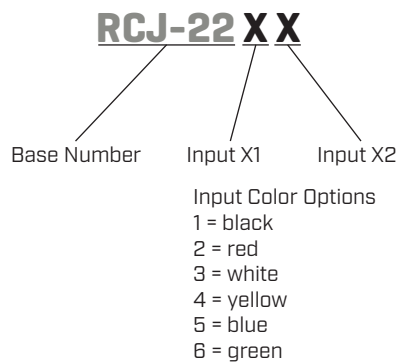 RCJ-22 X X
Base Number Input X1 Input X2
Input Color Options
1 = black
2 = red
3 = white
4 = yellow
5 = blue
6 = green